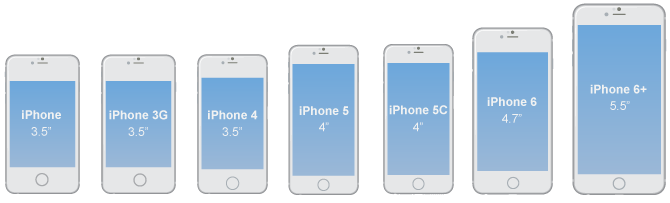 iPhone
3.5”
iPhone 3G
3.5”
iPhone 4
3.5”
iPhone 5
4”
iPhone 5C
4”
iPhone 6
4.7”
iPhone 6+
5.5”